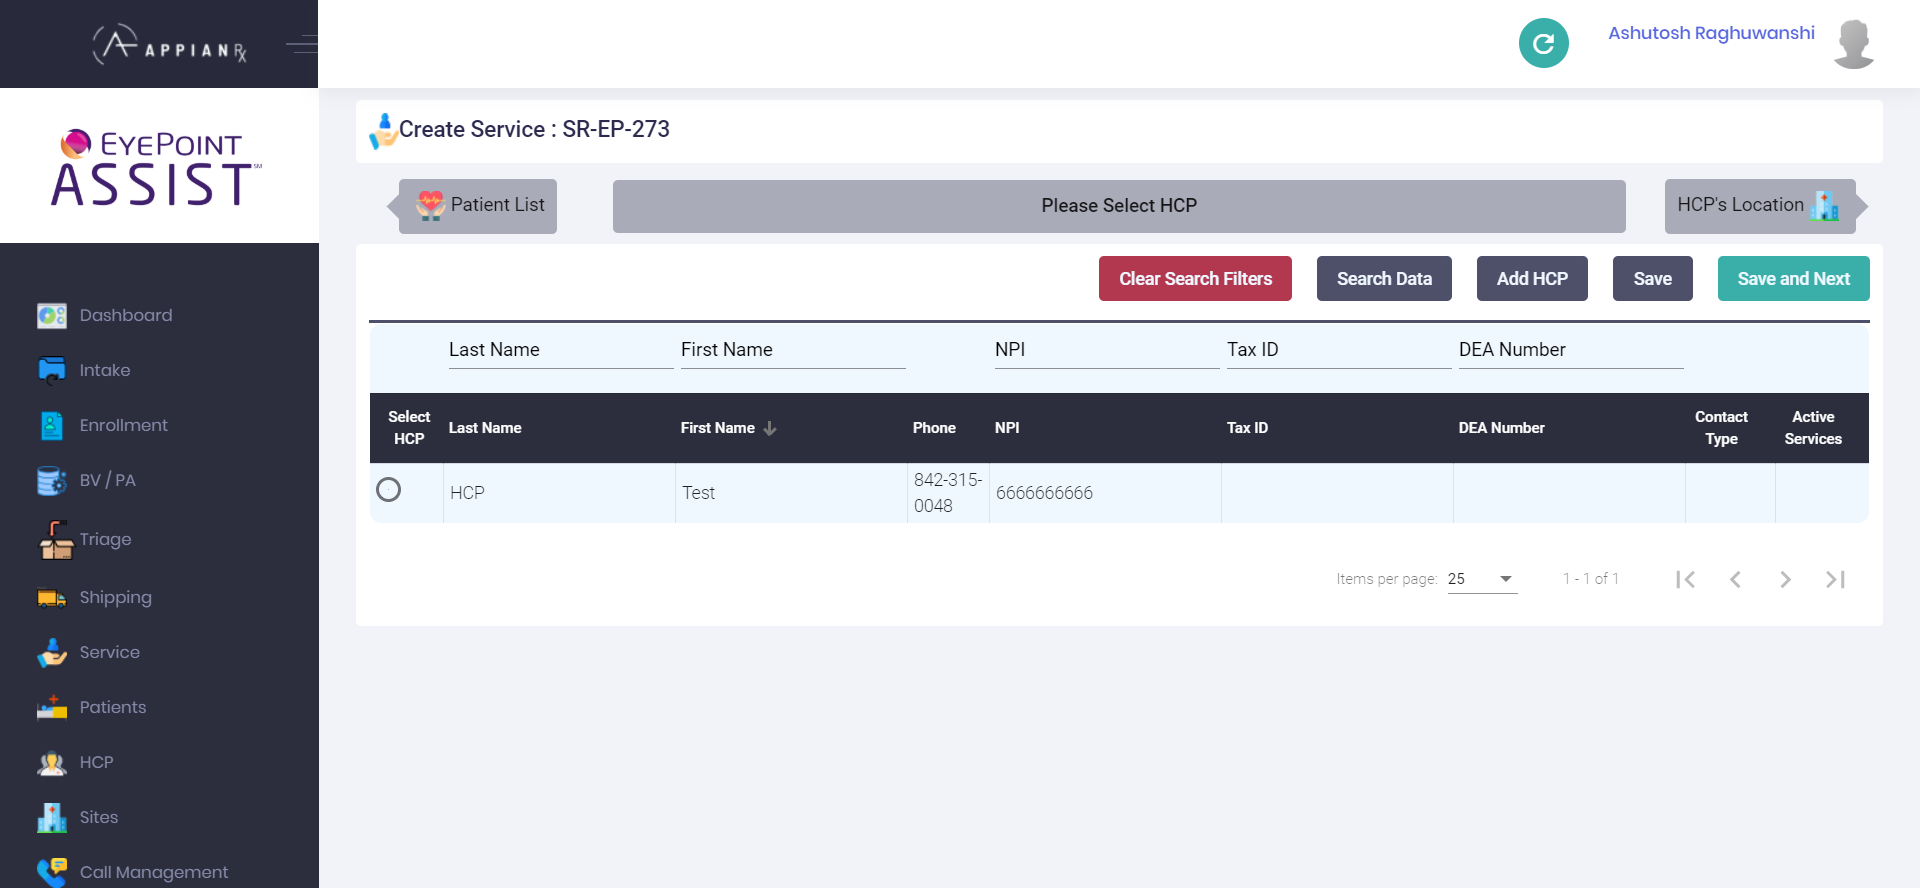 APPIANRx
Ashutosh Raghuwanshi
EYEPOINT
ASSIST SM
Create Service : SR-EP-273
Patient List
Please Select HCP
HCP's Location
Clear Search Filters
Search Data
Add HCP
Save
Save and Next
Last Name First Name NPI Tax ID DEA Number
Select HCP Last Name First Name Phone NPI Tax ID DEA Number Contact Type Active Services
HCP Test 842-315-0048 6666666666
Items per page: 25 1 - 1 of 1
Dashboard
Intake
Enrollment
BV / PA
Triage
Shipping
Service
Patients
HCP
Sites
Call Management